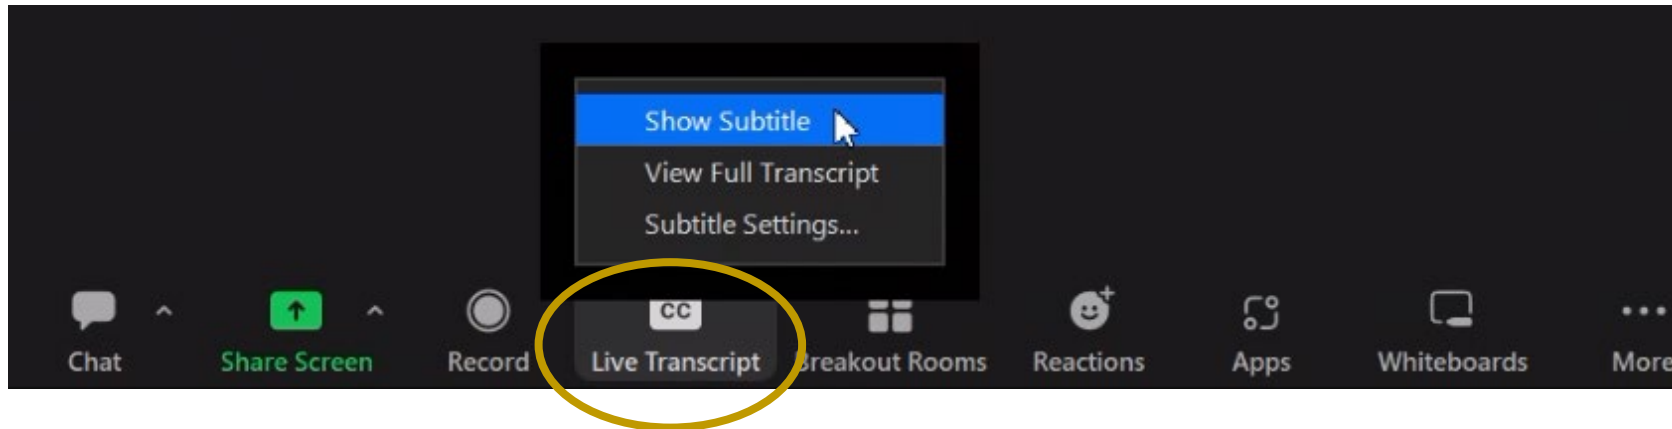 Show Subtitle
View Full Transcript
Subtitle Settings...
CC
Chat
Share Screen
Record
Live Transcript
Breakout Rooms
Reactions
Apps
Whiteboards
More